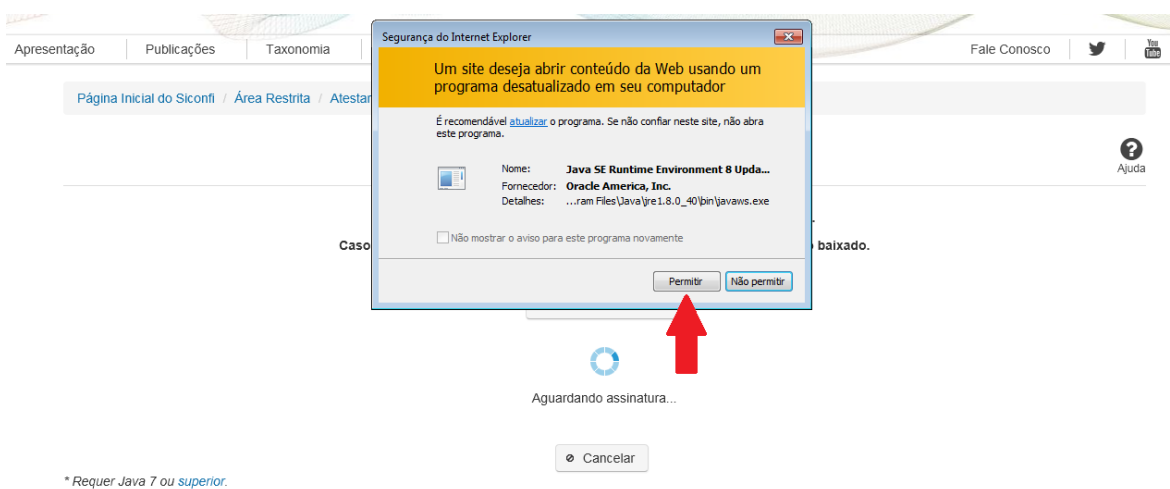 Segurança do Internet Explorer
Um site deseja abrir conteúdo da Web usando um
programa desatualizado em seu computador
Apresentação Publicações Taxonomia Fale Conosco You Tube
Página Inicial do Siconfi / Área Restrita / Atestar
É recomendável atualizar o programa. Se não confiar neste site, não abra
este programa.
Ajuda
Nome: Java SE Runtime Environment 8 Upda...
Fornecedor: Oracle America, Inc.
Detalhes: ...ram Files\Java\jre1.8.0_40\bin\javaws.exe
Não mostrar o aviso para este programa novamente
Caso baixado.
Permitir Não permitir
Aguardando assinatura...
Cancelar
* Requer Java 7 ou superior.